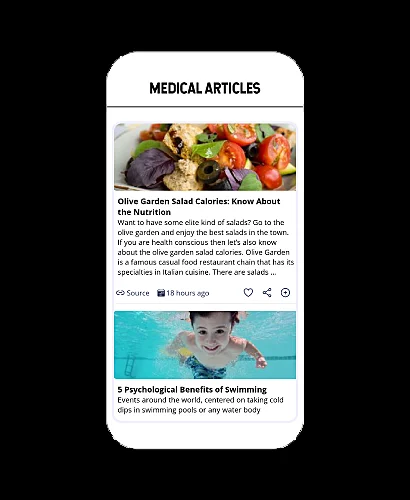 MEDICAL ARTICLES
Olive Garden Salad Calories: Know About
the Nutrition
Want to have some elite kind of salads? Go to the
olive garden and enjoy the best salads in the town.
If you are health conscious then let's also know
about the olive garden salad calories. Olive Garden
is a famous casual food restaurant chain that has its
specialties in Italian cuisine. There are salads ...
Source 18 hours ago
5 Psychological Benefits of Swimming
Events around the world, centered on taking cold
dips in swimming pools or any water body